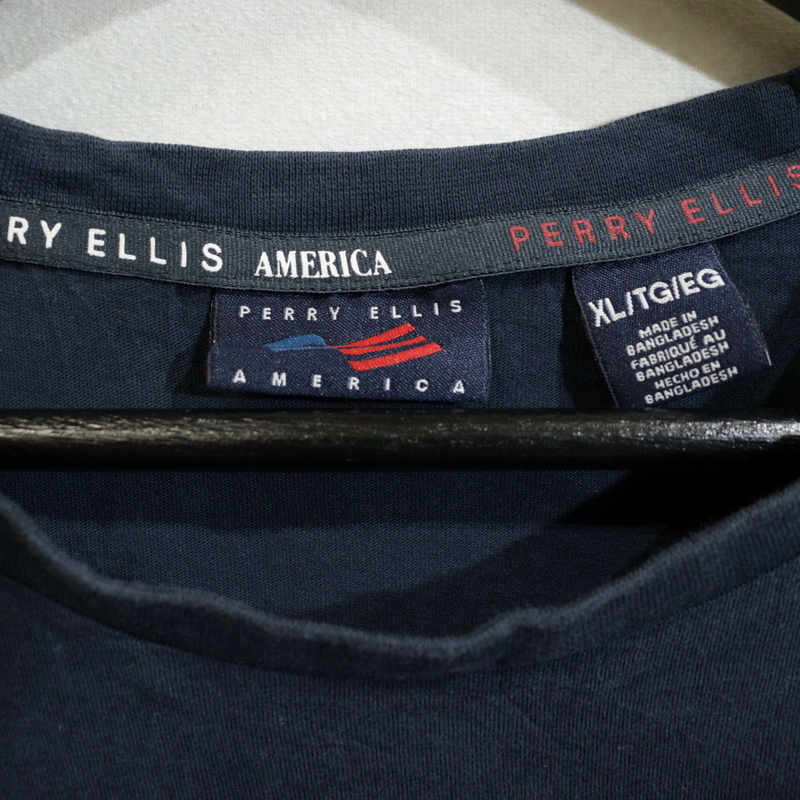 RY ELLIS AMERICA PERRY ELLIS
PERRY ELLIS
AMERICA
XL/TG/EG
MADE IN
BANGLADESH
FABRIQUÉ AU
BANGLADESH
HECHO EN
BANGLADESH